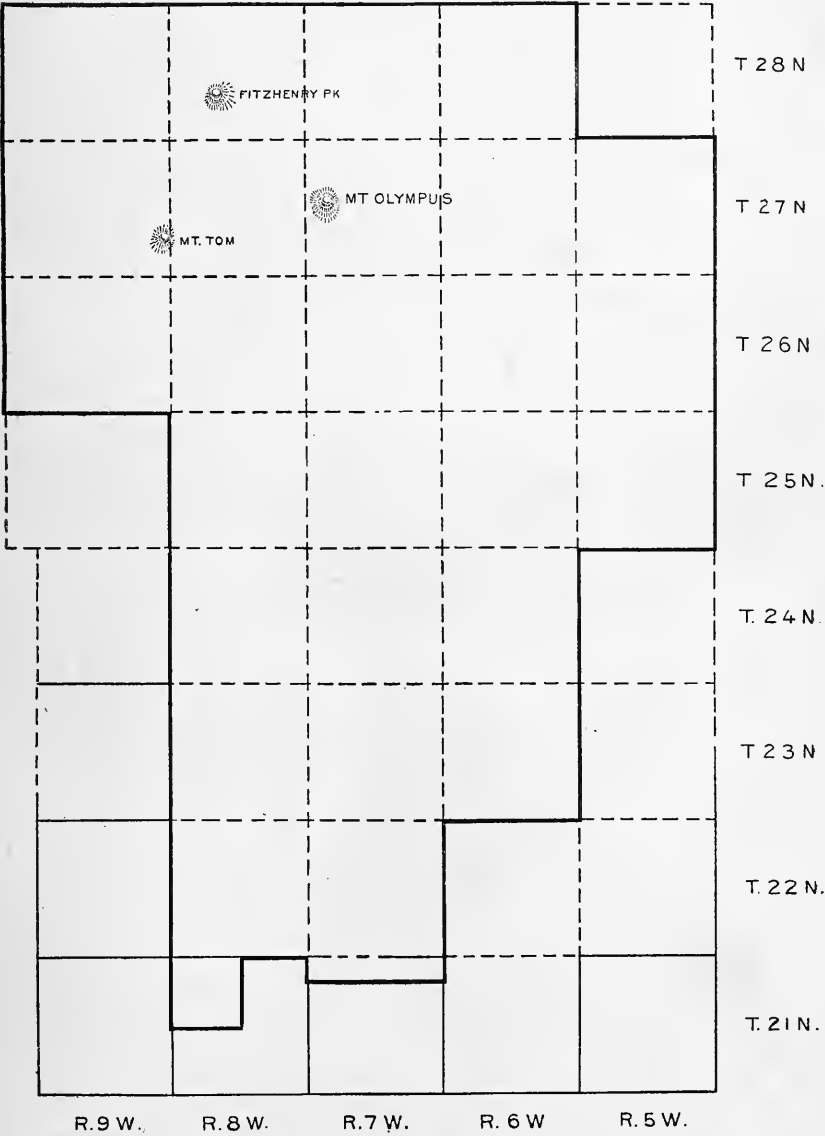 T 28 N
FITZHENRY PK
MT OLYMPUS
T 27 N
MT. TOM
T 26 N
T 25 N.
T. 24 N.
T 23 N
T. 22 N.
T. 21 N.
R. 9 W. R. 8 W. R. 7 W. R. 6 W R. 5 W.